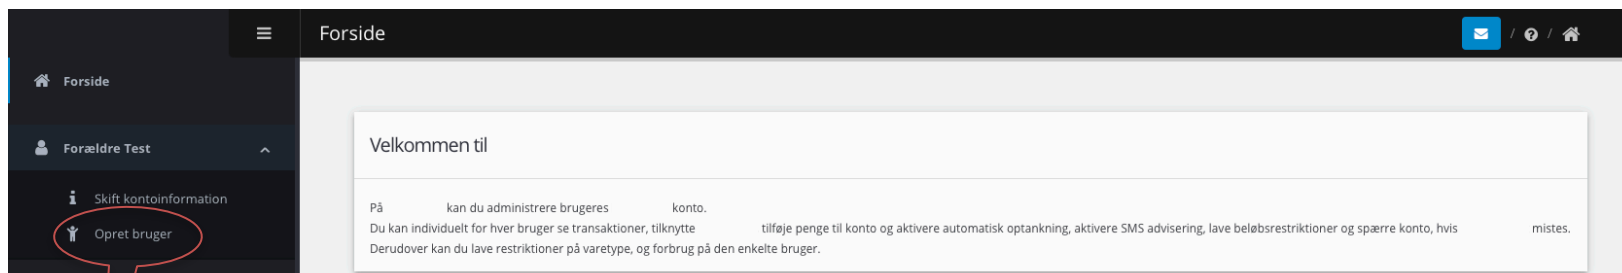 Forside
Forside
Velkommen til
Forældre Test
Skift kontoinformation
Opret bruger
På kan du administrere brugeres konto.
Du kan individuelt for hver bruger se transaktioner, tilknytte tilføje penge til konto og aktivere automatisk optankning, aktivere SMS advisering, lave beløbsrestriktioner og spærre konto, hvis mistes.
Derudover kan du lave restriktioner på varetype, og forbrug på den enkelte bruger.